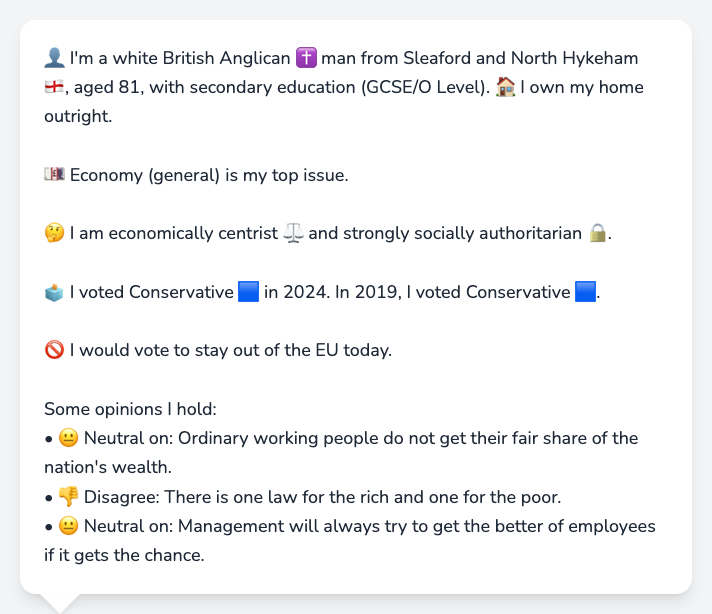 👤 I'm a white British Anglican ✝️ man from Sleaford and North Hykeham
🏴󠁧󠁢󠁥󠁮󠁧󠁿, aged 81, with secondary education (GCSE/O Level). 🏠 I own my home
outright.
💷 Economy (general) is my top issue.
🤔 I am economically centrist ⚖️ and strongly socially authoritarian 🔒.
🗳️ I voted Conservative 🟦 in 2024. In 2019, I voted Conservative 🟦.
🚫 I would vote to stay out of the EU today.
Some opinions I hold:
• 😐 Neutral on: Ordinary working people do not get their fair share of the
nation's wealth.
• 👎 Disagree: There is one law for the rich and one for the poor.
• 😐 Neutral on: Management will always try to get the better of employees
if it gets the chance.